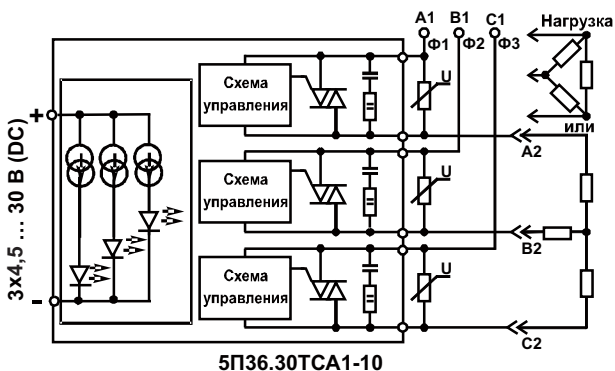 A1 B1 C1 Нагрузка
Ф1 Ф2 Ф3
U
Схема
управления
или
A2
+
3x4,5 ... 30 В (DC)
-
Схема
управления
U
B2
Схема
управления
U
C2
5П36.30ТСА1-10